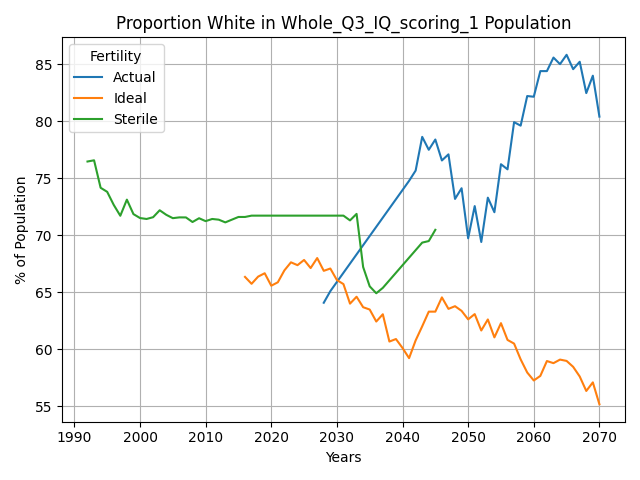 Proportion White in Whole_Q3_IQ_scoring_1 Population
Fertility
Actual
Ideal
Sterile
% of Population
85
80
75
70
65
60
55
1990 2000 2010 2020 2030 2040 2050 2060 2070
Years